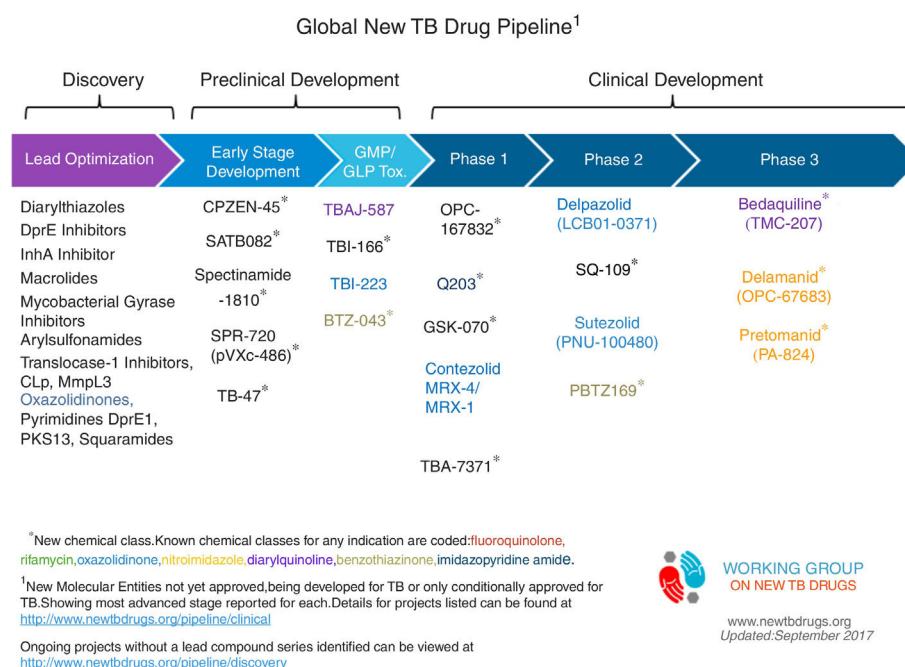 Global New TB Drug Pipeline1
Discovery
Preclinical Development
Clinical Development
Lead Optimization
Early Stage
Development
GMP/
GLP Tox.
Phase 1
Phase 2
Phase 3
Diarylthiazoles
DprE Inhibitors
InhA Inhibitor
Macrolides
Mycobacterial Gyrase
Inhibitors
Arylsulfonamides
Translocase-1 Inhibitors,
CLp, MmpL3
Oxazolidinones,
Pyrimidines DprE1,
PKS13, Squaramides
CPZEN-45*
SATB082*
Spectinamide
-1810*
SPR-720
(pVXc-486)*
TB-47*
TBAJ-587
TBI-166*
TBI-223
BTZ-043*
OPC-
167832*
Q203*
GSK-070*
Contezolid
MRX-4/
MRX-1
TBA-7371*
Delpazolid
(LCB01-0371)
SQ-109*
Sutezolid
(PNU-100480)
PBTZ169*
Bedaquiline*
(TMC-207)
Delamanid*
(OPC-67683)
Pretomanid*
(PA-824)
*New chemical class.Known chemical classes for any indication are coded:fluoroquinolone,
rifamycin,oxazolidinone,nitroimidazole,diarylquinoline,benzothiazinone,imidazopyridine amide.
1New Molecular Entities not yet approved,being developed for TB or only conditionally approved for
TB.Showing most advanced stage reported for each.Details for projects listed can be found at
http://www.newtbdrugs.org/pipeline/clinical
Ongoing projects without a lead compound series identified can be viewed at
http://www.newtbdrugs.org/pipeline/discovery
WORKING GROUP
ON NEW TB DRUGS
www.newtbdrugs.org
Updated:September 2017